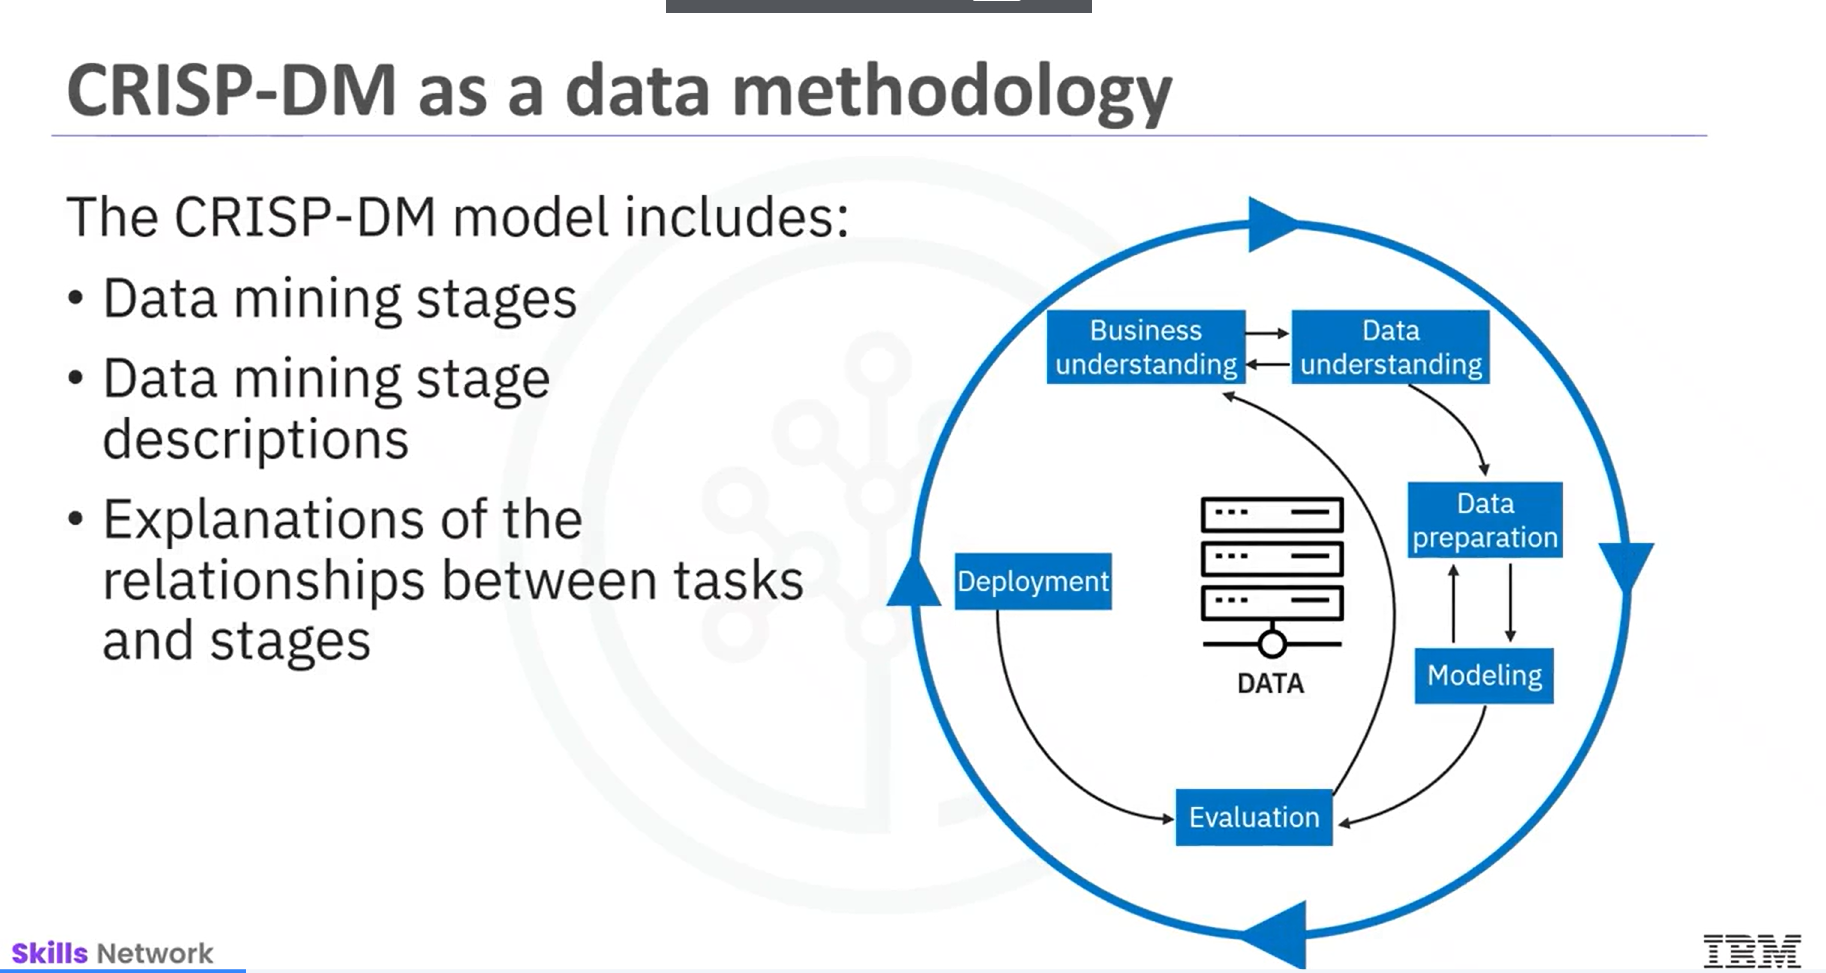 CRISP-DM as a data methodology
The CRISP-DM model includes:
• Data mining stages
• Data mining stage
descriptions
• Explanations of the
relationships between tasks
and stages
Business
understanding
Data
understanding
Data
preparation
Modeling
Evaluation
Deployment
DATA
Skills Network
IBM